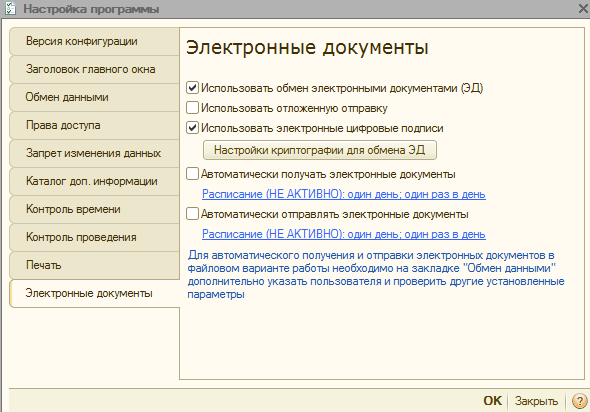 Настройка программы
Версия конфигурации
Заголовок главного окна
Обмен данными
Права доступа
Запрет изменения данных
Каталог доп. информации
Контроль времени
Контроль проведения
Печать
Электронные документы
Электронные документы
Использовать обмен электронными документами (ЭД)
Использовать отложенную отправку
Использовать электронные цифровые подписи
Настройки криптографии для обмена ЭД
Автоматически получать электронные документы
Расписание (НЕ АКТИВНО): один день; один раз в день
Автоматически отправлять электронные документы
Расписание (НЕ АКТИВНО): один день; один раз в день
Для автоматического получения и отправки электронных документов в
файловом варианте работы необходимо на закладке "Обмен данными"
дополнительно указать пользователя и проверить другие установленные
параметры
OK Закрыть ?